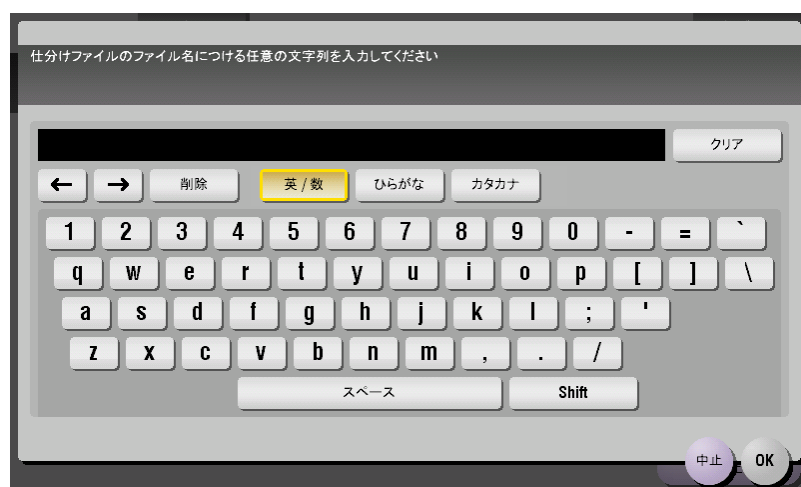 仕分けファイルのファイル名につける任意の文字列を入力してください
クリア
← → 削除 英/数 ひらがな カタカナ
1 2 3 4 5 6 7 8 9 0 - = `
q w e r t y u i o p [ ] \
a s d f g h j k l ; '
z x c v b n m , . /
スペース Shift
中止 OK